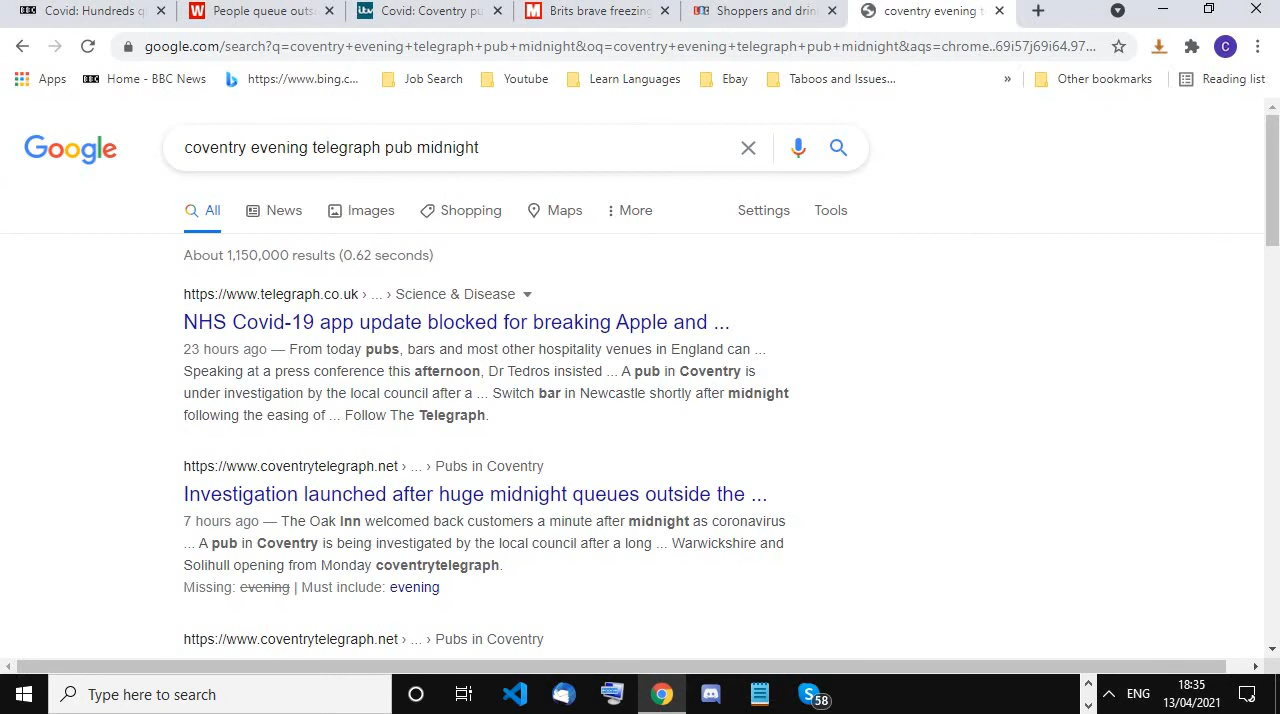 Covid: Hundreds q
People queue outs
Covid: Coventry pu
Brits brave freezing
Shoppers and drin
coventry evening t
google.com/search?q=coventry+evening+telegraph+pub+midnight&oq=coventry+evening+telegraph+pub+midnight&aqs=chrome..69i57j69i64.97...
C
Apps
BBC
Home - BBC News
https://www.bing.c...
Job Search
Youtube
Learn Languages
Ebay
Taboos and Issues...
»
Other bookmarks
Reading list
Google
coventry evening telegraph pub midnight
All
News
Images
Shopping
Maps
More
Settings
Tools
About 1,150,000 results (0.62 seconds)
https://www.telegraph.co.uk › ... › Science & Disease
NHS Covid-19 app update blocked for breaking Apple and ...
23 hours ago — From today pubs, bars and most other hospitality venues in England can ...
Speaking at a press conference this afternoon, Dr Tedros insisted ... A pub in Coventry is
under investigation by the local council after a ... Switch bar in Newcastle shortly after midnight
following the easing of ... Follow The Telegraph.
https://www.coventrytelegraph.net › ... › Pubs in Coventry
Investigation launched after huge midnight queues outside the ...
7 hours ago — The Oak Inn welcomed back customers a minute after midnight as coronavirus
... A pub in Coventry is being investigated by the local council after a long ... Warwickshire and
Solihull opening from Monday coventrytelegraph.
Missing: evening | Must include: evening
https://www.coventrytelegraph.net › ... › Pubs in Coventry
Type here to search
58
ENG
18:35
13/04/2021